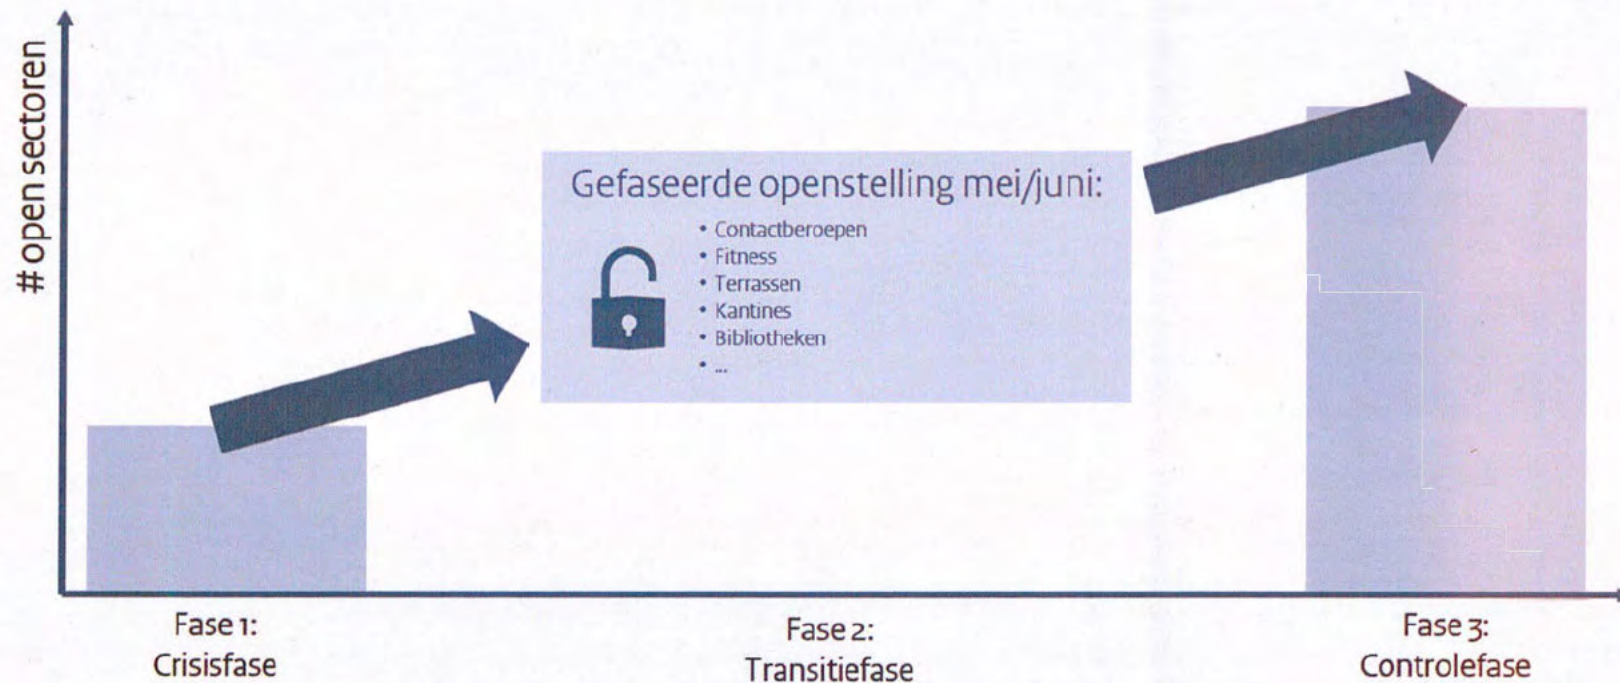 # open sectoren
Gefaseerde openstelling mei/juni:
• Contactberoepen
• Fitness
• Terrassen
• Kantines
• Bibliotheken
• ...
Fase 1:
Crisisfase
Fase 2:
Transitiefase
Fase 3:
Controlefase